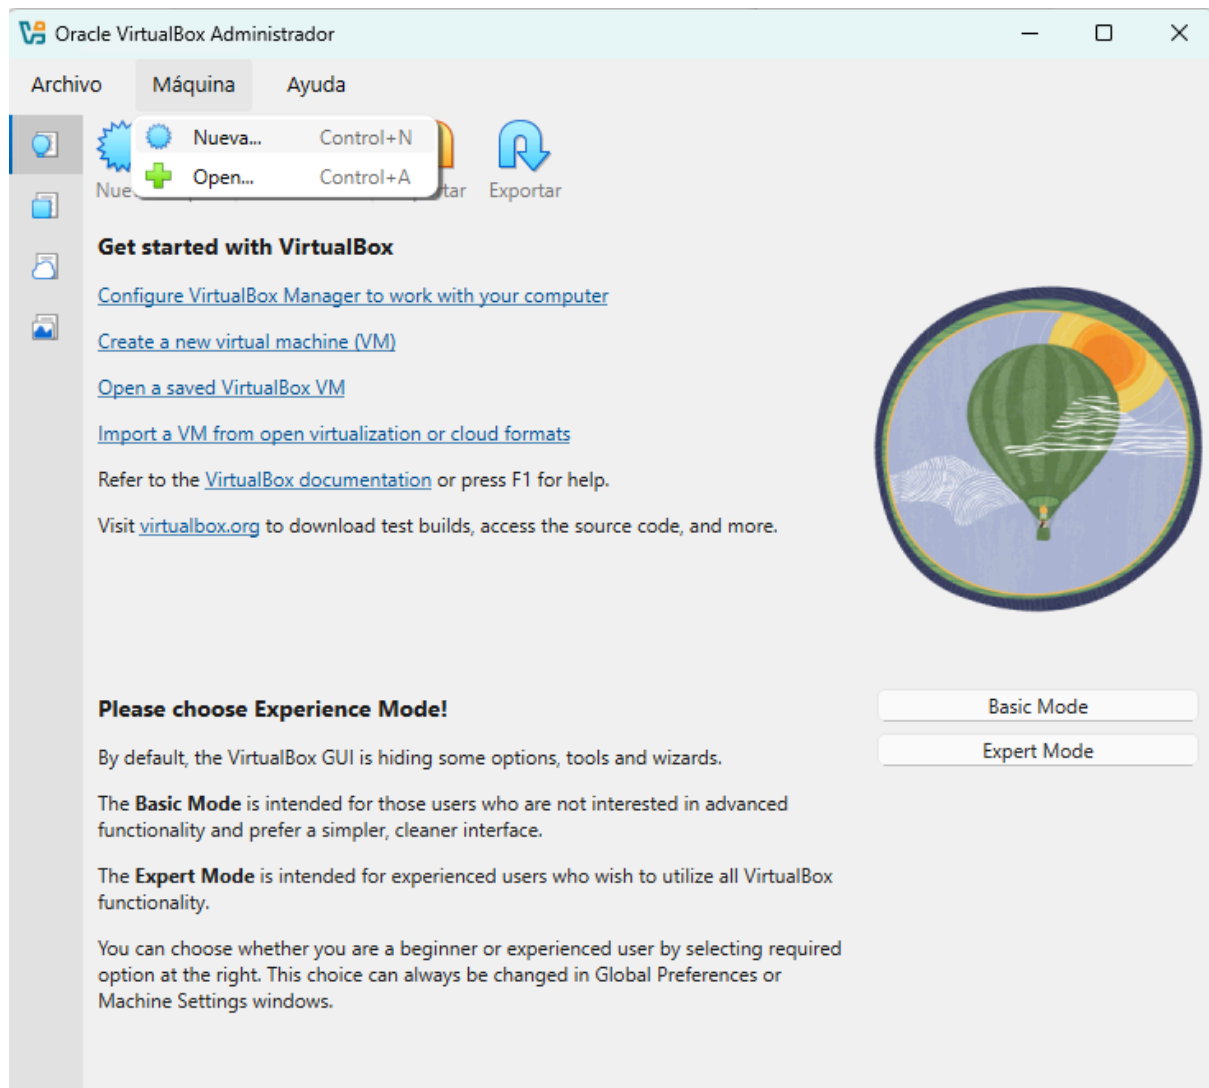 Oracle VirtualBox Administrador
Archivo Máquina Ayuda
Nueva... Control+N
Open... Control+A
Exportar
Get started with VirtualBox
Configure VirtualBox Manager to work with your computer
Create a new virtual machine (VM)
Open a saved VirtualBox VM
Import a VM from open virtualization or cloud formats
Refer to the VirtualBox documentation or press F1 for help.
Visit virtualbox.org to download test builds, access the source code, and more.
Please choose Experience Mode!
Basic Mode
Expert Mode
By default, the VirtualBox GUI is hiding some options, tools and wizards.
The Basic Mode is intended for those users who are not interested in advanced
functionality and prefer a simpler, cleaner interface.
The Expert Mode is intended for experienced users who wish to utilize all VirtualBox
functionality.
You can choose whether you are a beginner or experienced user by selecting required
option at the right. This choice can always be changed in Global Preferences or
Machine Settings windows.